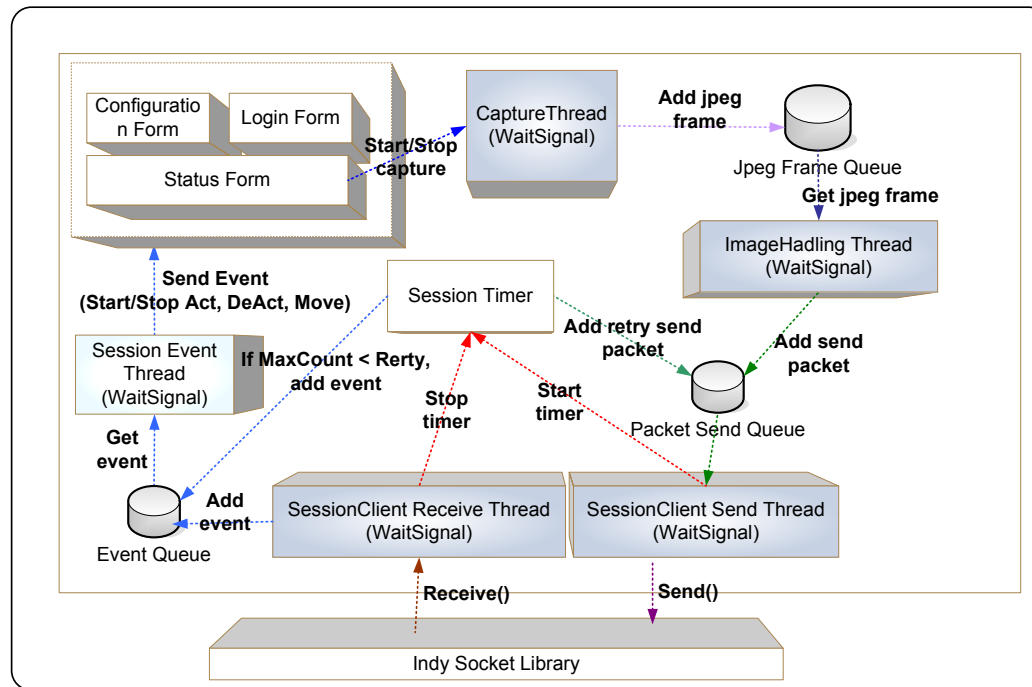 Configuratio
n Form
Login Form
Status Form
Start/Stop
capture
CaptureThread
(WaitSignal)
Add jpeg
frame
Jpeg Frame Queue
Get jpeg frame
ImageHadling Thread
(WaitSignal)
Send Event
(Start/Stop Act, DeAct, Move)
Session Timer
Add retry send
packet
Add send
packet
Session Event
Thread
(WaitSignal)
If MaxCount < Rerty,
add event
Stop
timer
Start
timer
Packet Send Queue
Get
event
Add
event
Event Queue
SessionClient Receive Thread
(WaitSignal)
SessionClient Send Thread
(WaitSignal)
Receive()
Send()
Indy Socket Library